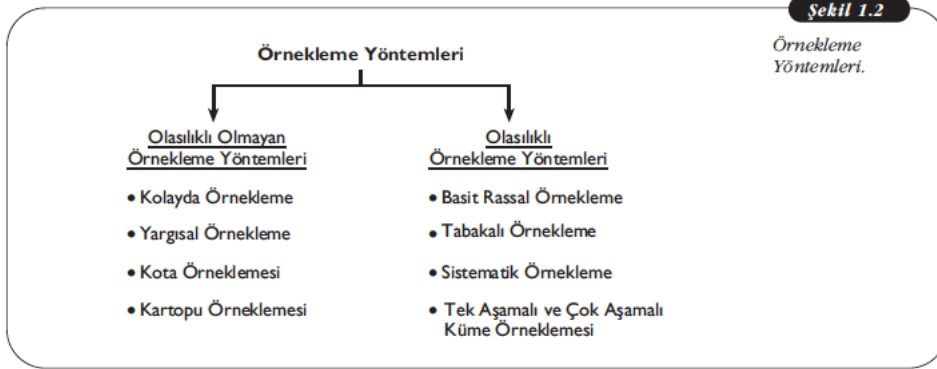 Şekil 1.2
Örnekleme
Yöntemleri.
Örnekleme Yöntemleri
Olasılıklı Olmayan
Örnekleme Yöntemleri
• Kolayda Örnekleme
• Yargısal Örnekleme
• Kota Örneklemesi
• Kartopu Örneklemesi
Olasılıklı
Örnekleme Yöntemleri
• Basit Rassal Örnekleme
• Tabakalı Örnekleme
• Sistematik Örnekleme
• Tek Aşamalı ve Çok Aşamalı
Küme Örneklemesi